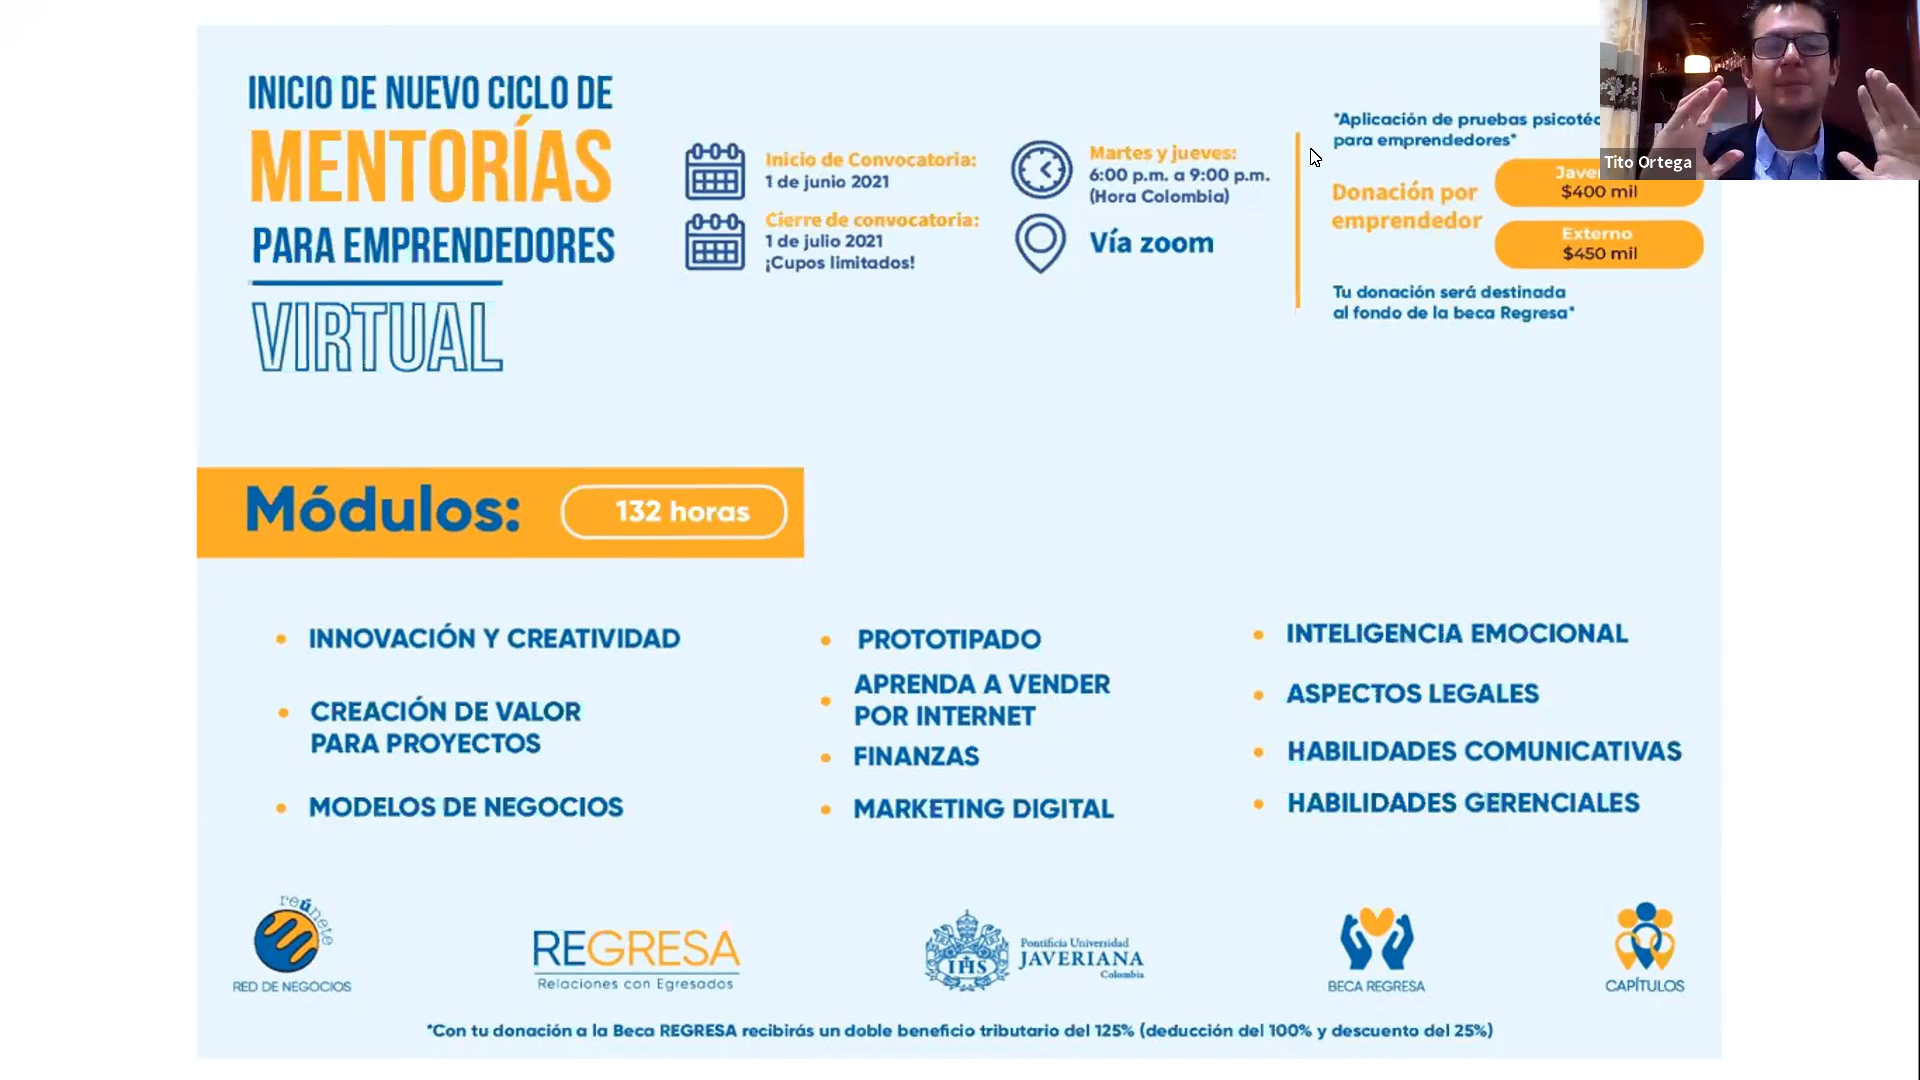 INICIO DE NUEVO CICLO DE
MENTORÍAS
PARA EMPRENDEDORES
VIRTUAL
Inicio de Convocatoria:
1 de junio 2021
Cierre de convocatoria:
1 de julio 2021
¡Cupos limitados!
Martes y jueves:
6:00 p.m. a 9:00 p.m.
(Hora Colombia)
Vía zoom
*Aplicación de pruebas
para emprendedores*
Donación por
emprendedor
$400 mil
Externo
$450 mil
Tu donación será destinada
al fondo de la beca Regresa*
Tito Ortega
Módulos:
132 horas
• INNOVACIÓN Y CREATIVIDAD
• CREACIÓN DE VALOR
PARA PROYECTOS
• MODELOS DE NEGOCIOS
• PROTOTIPADO
• APRENDA A VENDER
POR INTERNET
• FINANZAS
• MARKETING DIGITAL
• INTELIGENCIA EMOCIONAL
• ASPECTOS LEGALES
• HABILIDADES COMUNICATIVAS
• HABILIDADES GERENCIALES
reúnete
RED DE NEGOCIOS
REGRESA
Relaciones con Egresados
IHS
Pontificia Universidad
JAVERIANA
Colombia
BECA REGRESA
CAPÍTULOS
*Con tu donación a la Beca REGRESA recibirás un doble beneficio tributario del 125% (deducción del 100% y descuento del 25%)